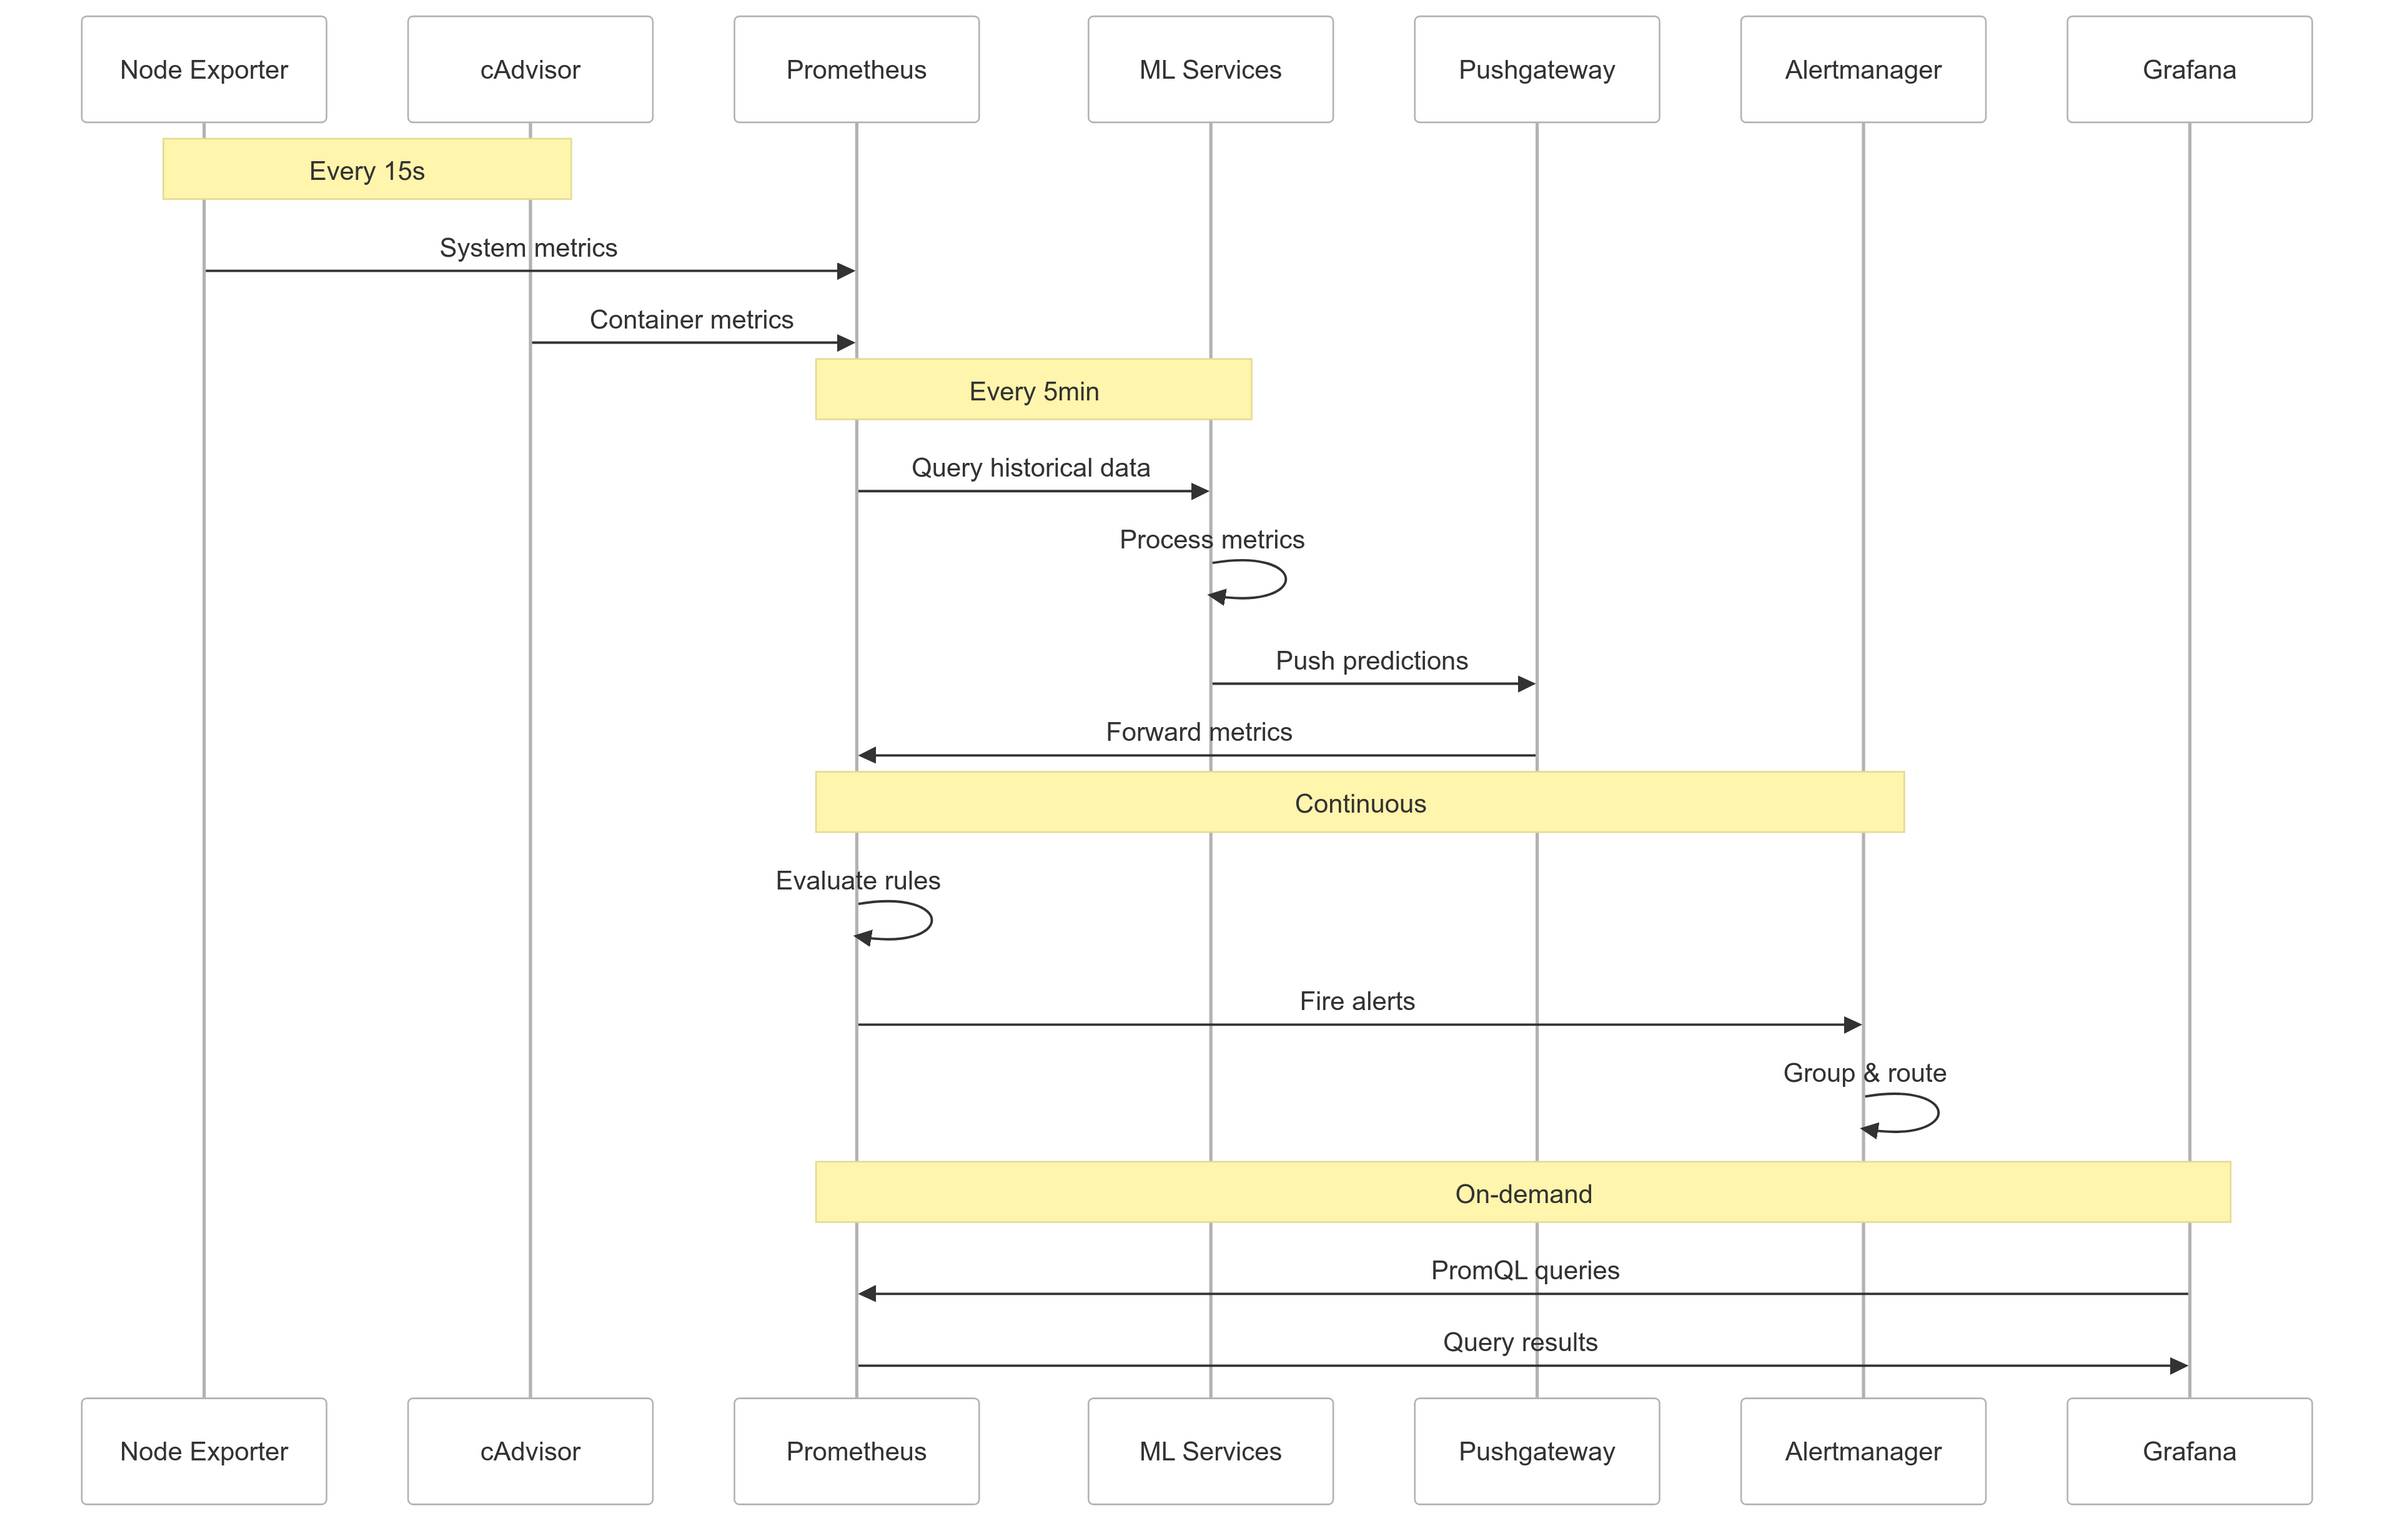 Node Exporter
cAdvisor
Prometheus
ML Services
Pushgateway
Alertmanager
Grafana
Every 15s
System metrics
Container metrics
Every 5min
Query historical data
Process metrics
Push predictions
Forward metrics
Continuous
Evaluate rules
Fire alerts
Group & route
On-demand
PromQL queries
Query results
Node Exporter
cAdvisor
Prometheus
ML Services
Pushgateway
Alertmanager
Grafana